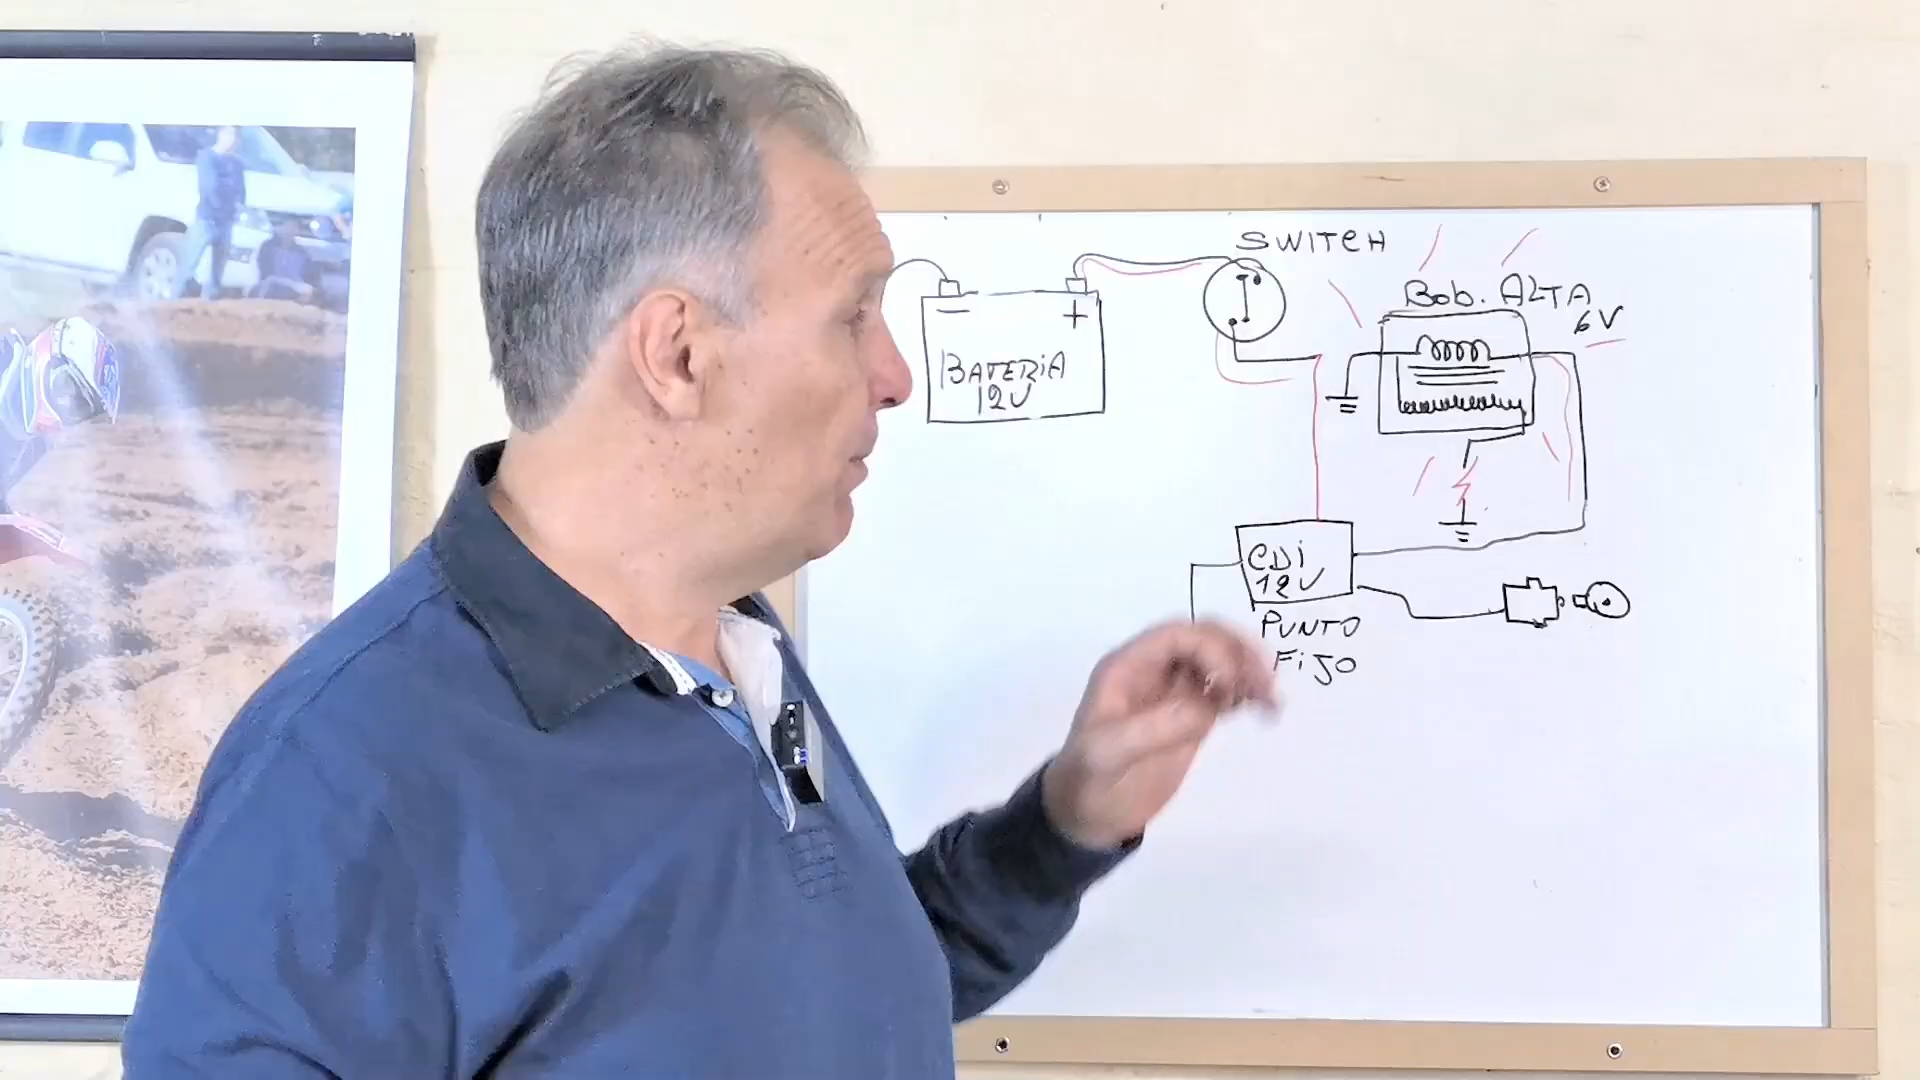 SWITCH
Bob. ALTA
6V
- +
BATERiA
12V
CDi
12V
PUNTO
FiJO